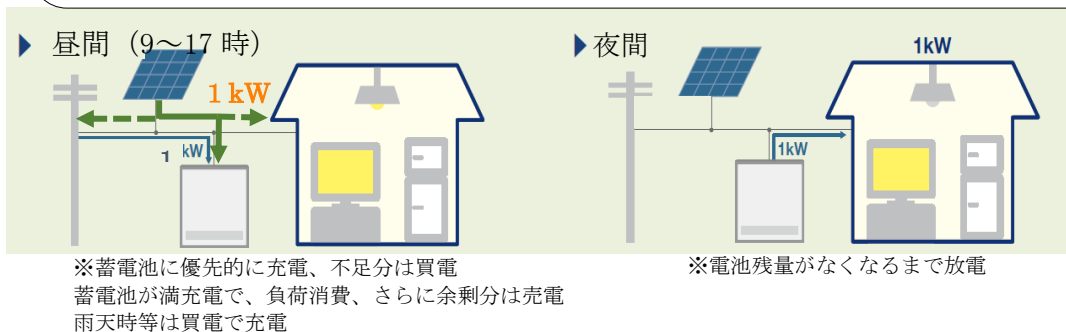 昼間（9～17 時）
1 kW
1 kW
※蓄電池に優先的に充電、不足分は買電
蓄電池が満充電で、負荷消費、さらに余剰分は売電
雨天時等は買電で充電
夜間
1kW
1kW
※電池残量がなくなるまで放電